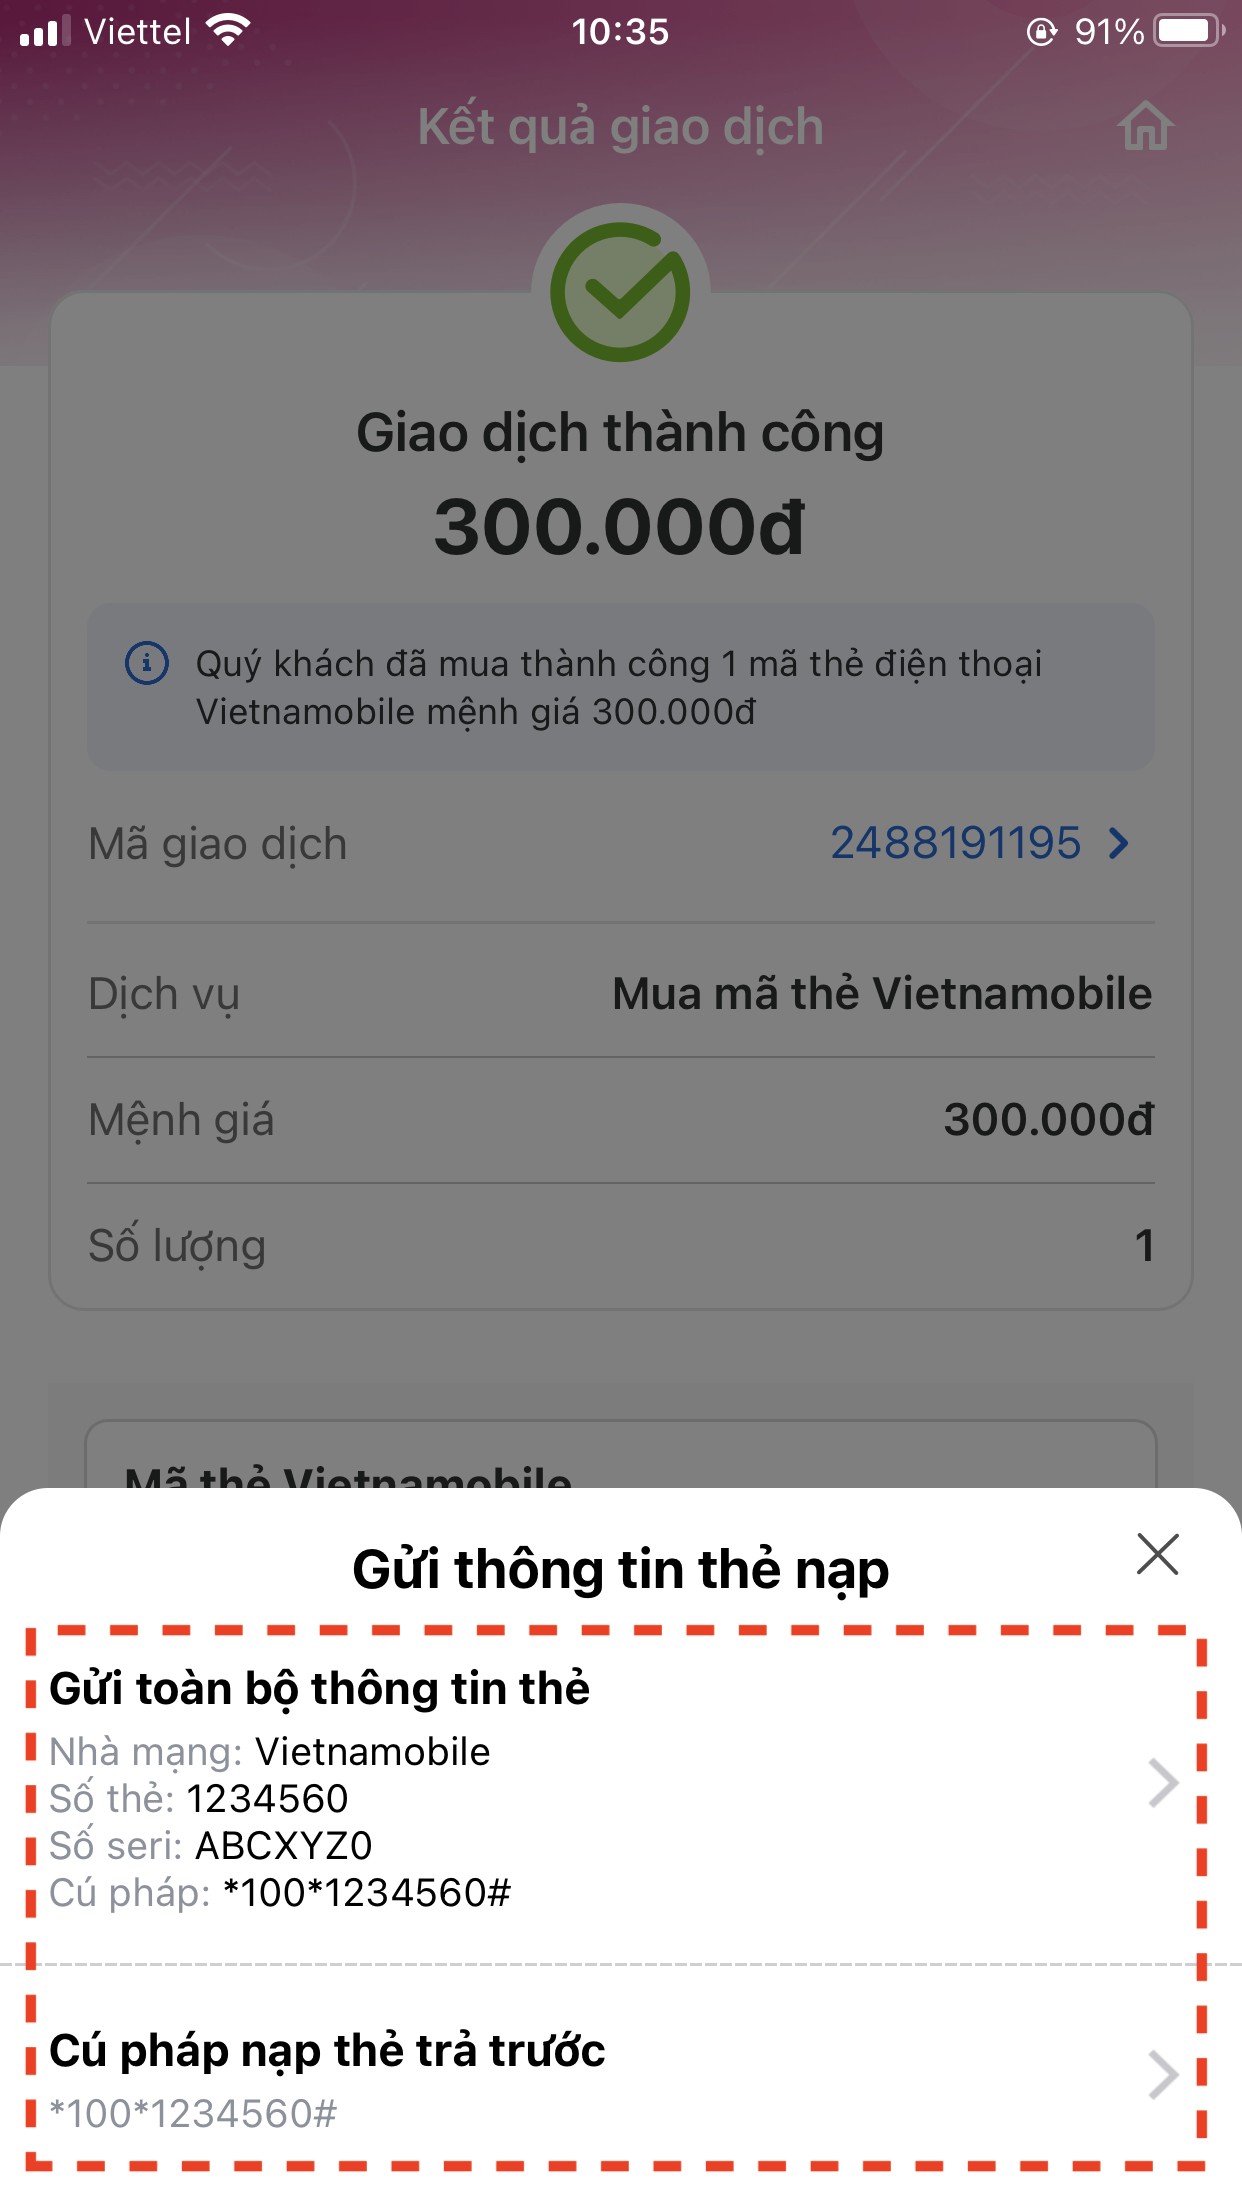 Viettel 10:35 91%
Kết quả giao dịch
Giao dịch thành công
300.000đ
Quý khách đã mua thành công 1 mã thẻ điện thoại
Vietnamobile mệnh giá 300.000đ
Mã giao dịch 2488191195
Dịch vụ Mua mã thẻ Vietnamobile
Mệnh giá 300.000đ
Số lượng 1
Mã thẻ Vietnamobile
Gửi thông tin thẻ nạp
Gửi toàn bộ thông tin thẻ
Nhà mạng: Vietnamobile
Số thẻ: 1234560
Số seri: ABCXYZ0
Cú pháp: *100*1234560#
Cú pháp nạp thẻ trả trước
*100*1234560#